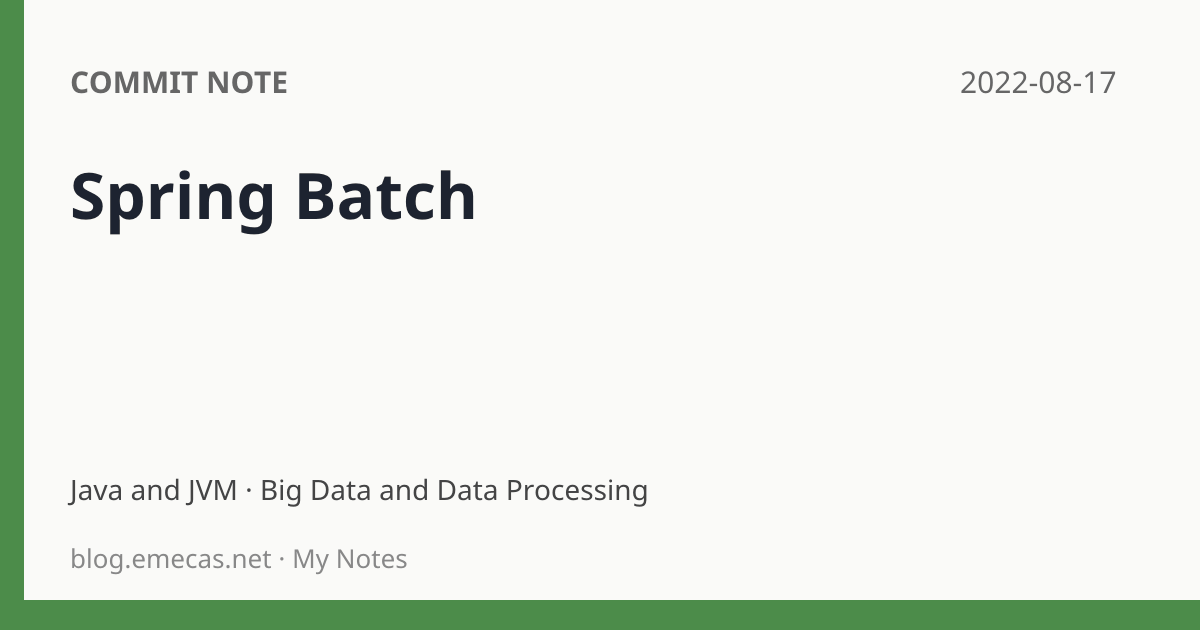 COMMIT NOTE 2022-08-17
Spring Batch
Java and JVM · Big Data and Data Processing
blog.emecas.net · My Notes